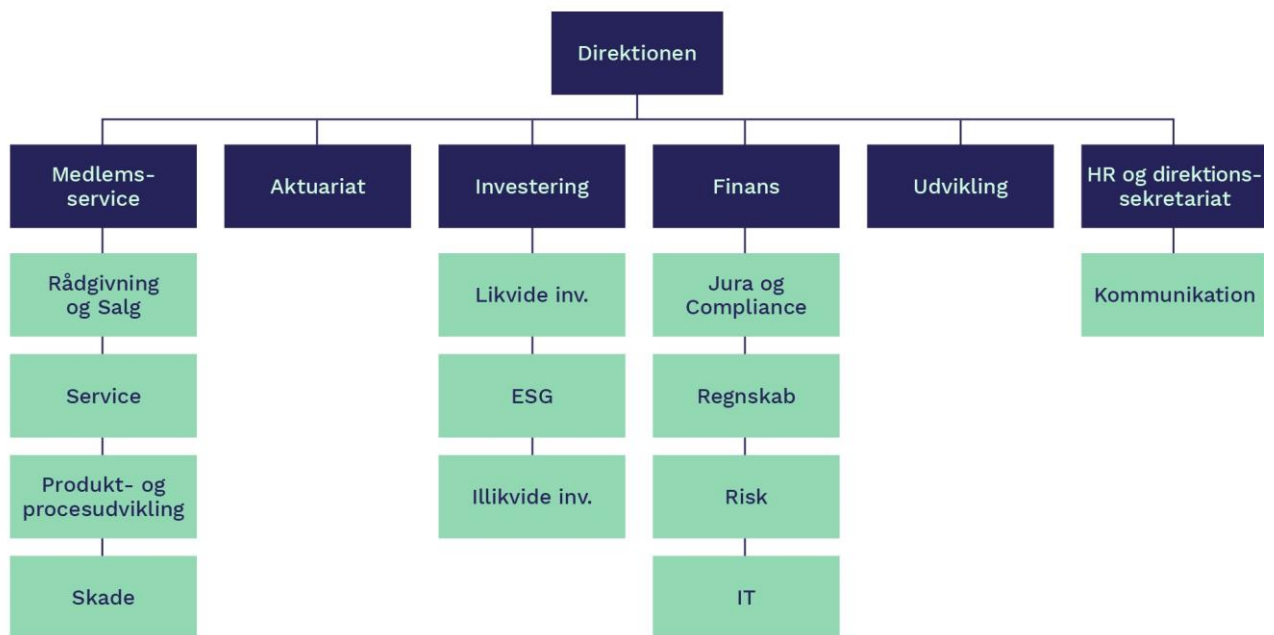 Direktionen
Medlems-
service
Aktuariat
Investering
Finans
Udvikling
HR og direktions-
sekretariat
Rådgivning
og Salg
Likvide inv.
Jura og
Compliance
Kommunikation
Service
ESG
Regnskab
Produkt- og
procesudvikling
Illikvide inv.
Risk
Skade
IT